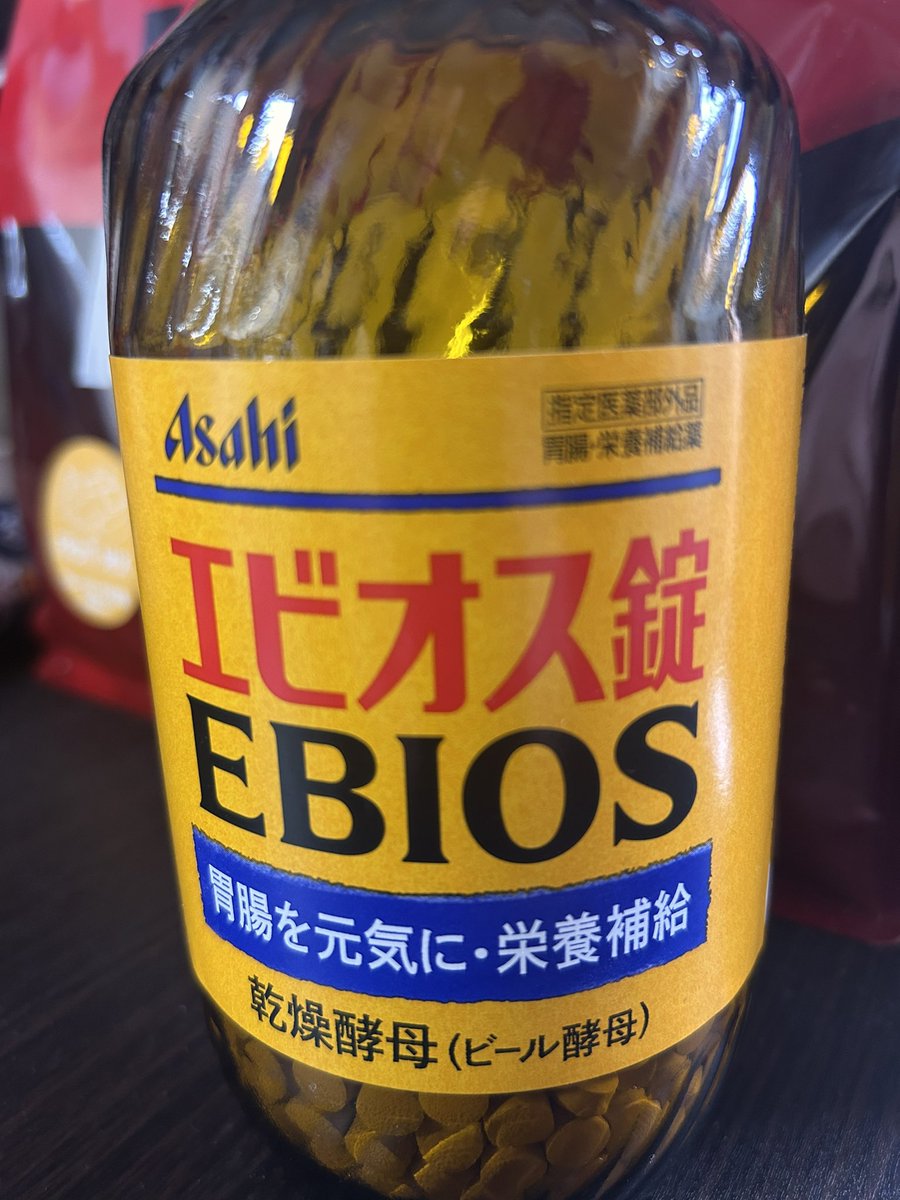 Asahi
指定医薬部外品
胃腸・栄養補給薬
エビオス錠
EBIOS
胃腸を元気に・栄養補給
乾燥酵母(ビール酵母)